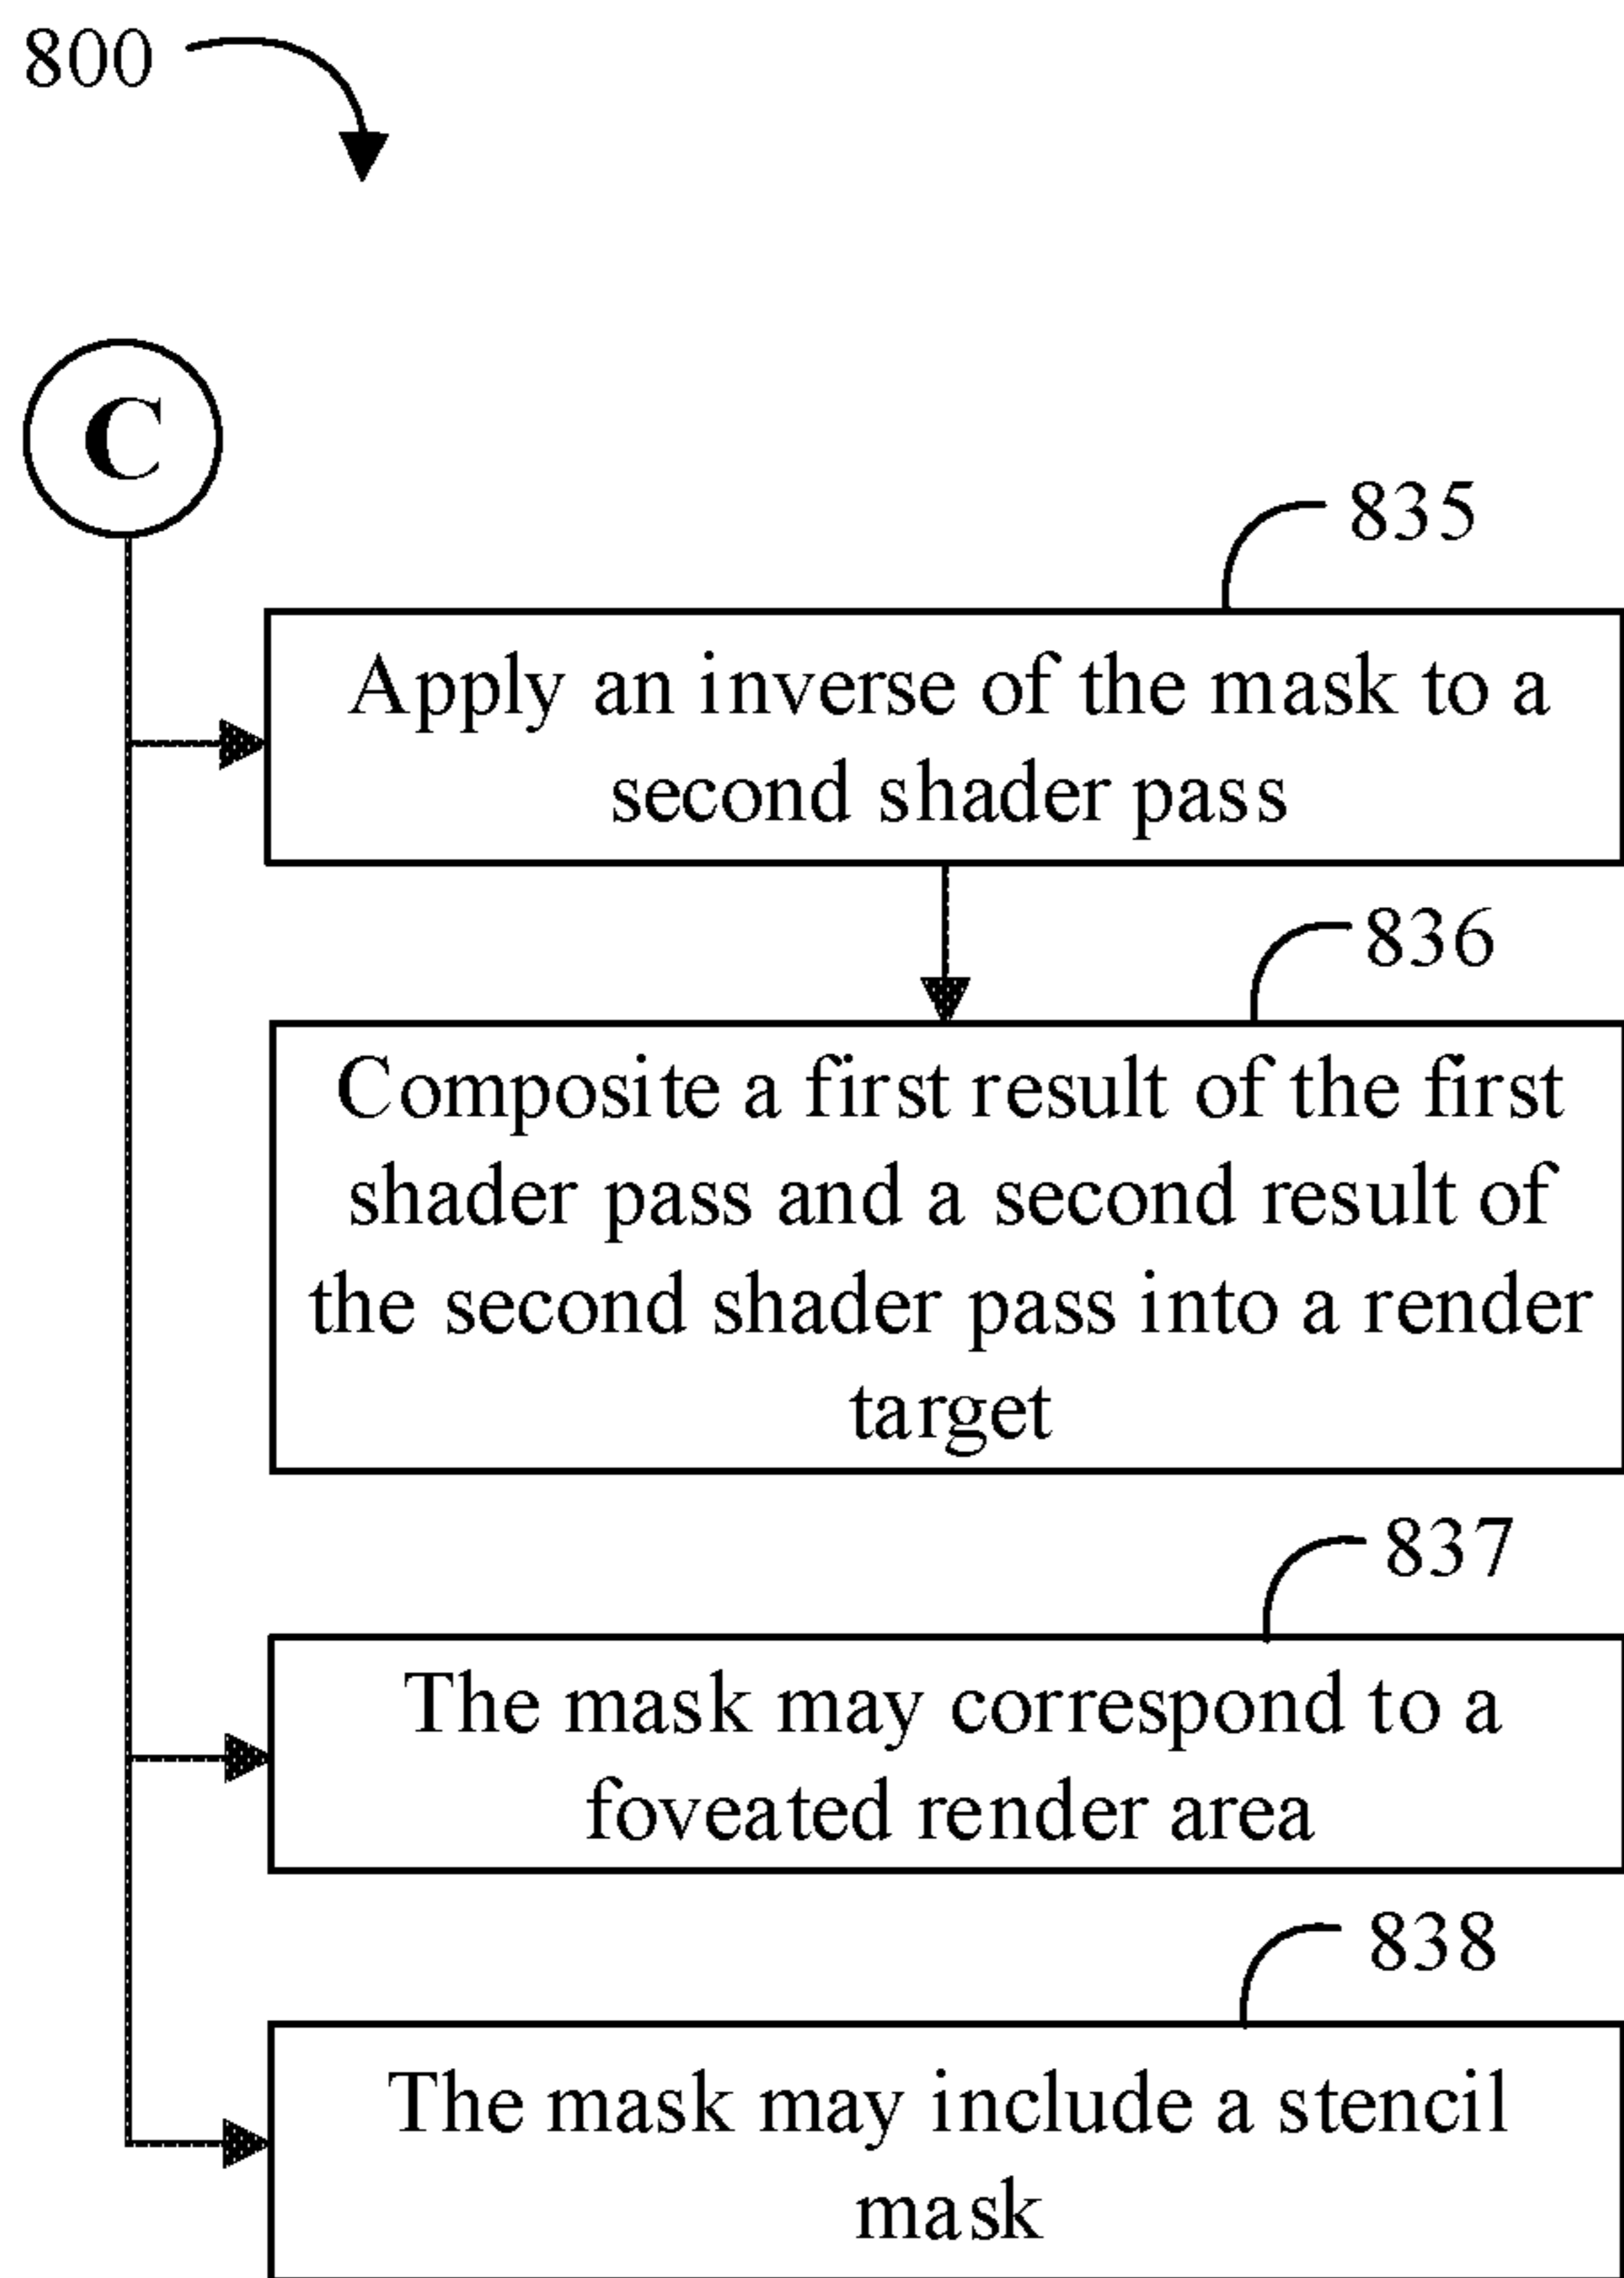 800
C
835
Apply an inverse of the mask to a
second shader pass
836
Composite a first result of the first
shader pass and a second result of
the second shader pass into a render
target
837
The mask may correspond to a
foveated render area
838
The mask may include a stencil
mask